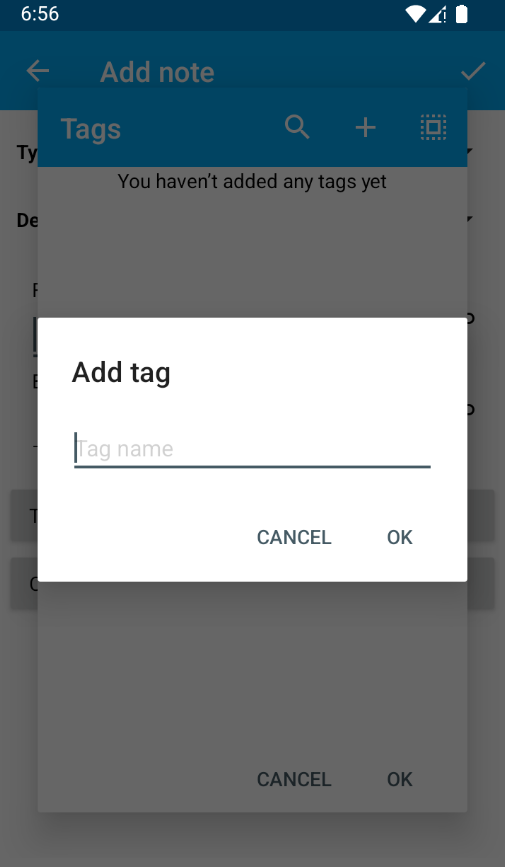 6:56
Add note
Tags
Ty
You haven't added any tags yet
De
Add tag
Tag name
CANCEL OK
CANCEL OK